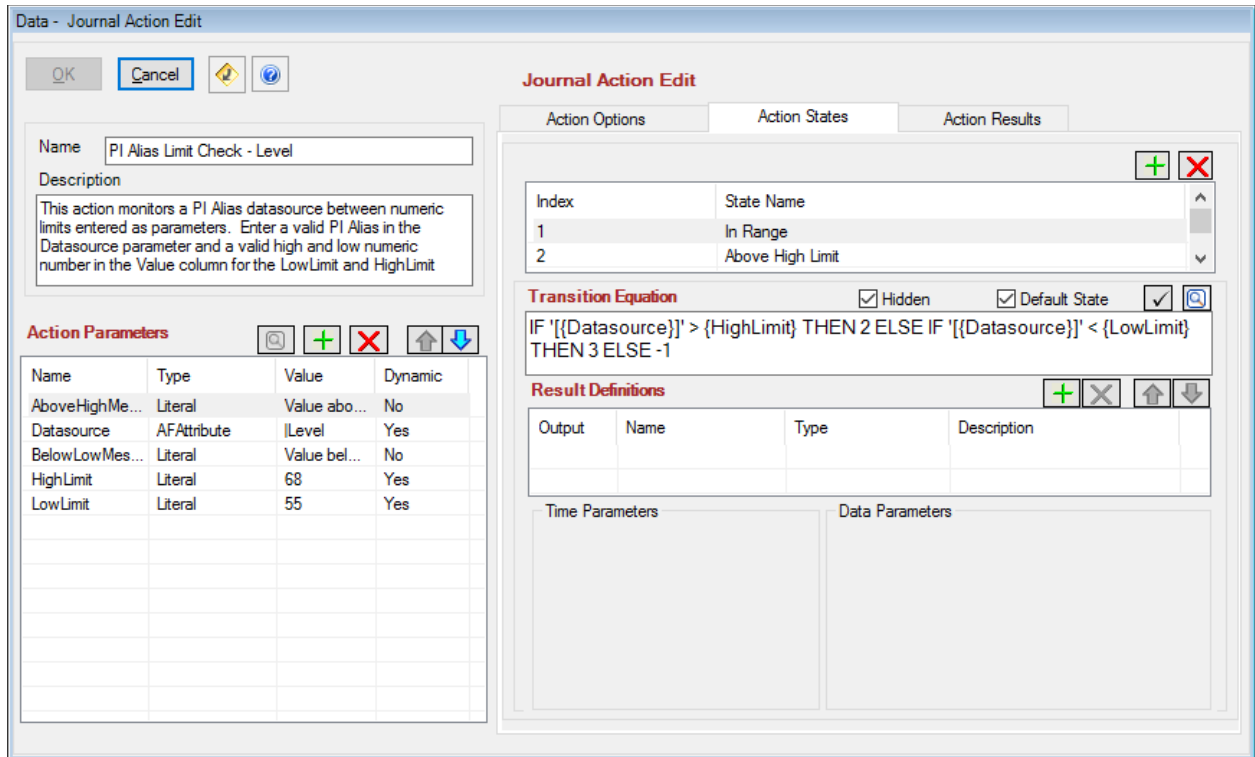 Data - Journal Action Edit
OK
Cancel
Journal Action Edit
Action Options
Action States
Action Results
Name
PI Alias Limit Check - Level
Description
This action monitors a PI Alias datasource between numeric
limits entered as parameters. Enter a valid PI Alias in the
Datasource parameter and a valid high and low numeric
number in the Value column for the LowLimit and HighLimit
Index State Name
1 In Range
2 Above High Limit
Transition Equation
Hidden
Default State
IF '[{Datasource}]' > {HighLimit} THEN 2 ELSE IF '[{Datasource}]' < {LowLimit}
THEN 3 ELSE -1
Action Parameters
Name Type Value Dynamic
AboveHighMe... Literal Value abo... No
Datasource AFAttribute |Level Yes
BelowLowMes... Literal Value bel... No
HighLimit Literal 68 Yes
LowLimit Literal 55 Yes
Result Definitions
Output Name Type Description
Time Parameters
Data Parameters